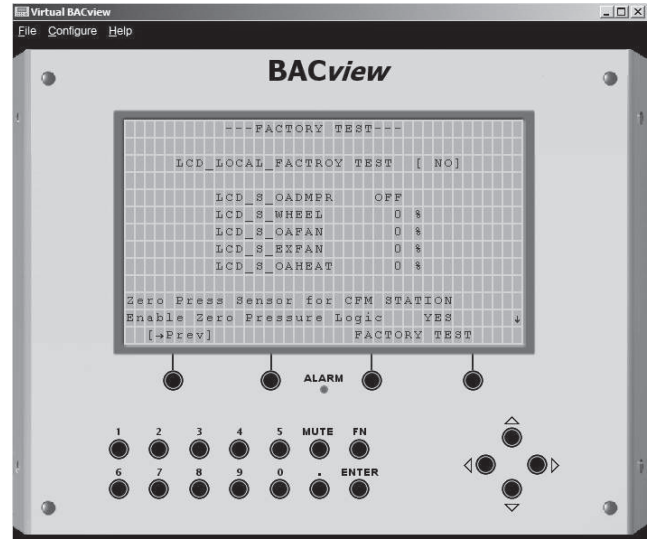 Virtual BACview
File Configure Help
BACview
---FACTORY TEST---
LCD_LOCAL_FACTROY TEST [ NO]
LCD_S_OADMPR OFF
LCD_S_WHEEL 0 %
LCD_S_OAFAN 0 %
LCD_S_EXFAN 0 %
LCD_S_OAHEAT 0 %
Zero Press Sensor for CFM STATION
Enable Zero Pressure Logic YES ↓
[→Prev] FACTORY TEST
ALARM
1 2 3 4 5 MUTE FN
6 7 8 9 0 . ENTER